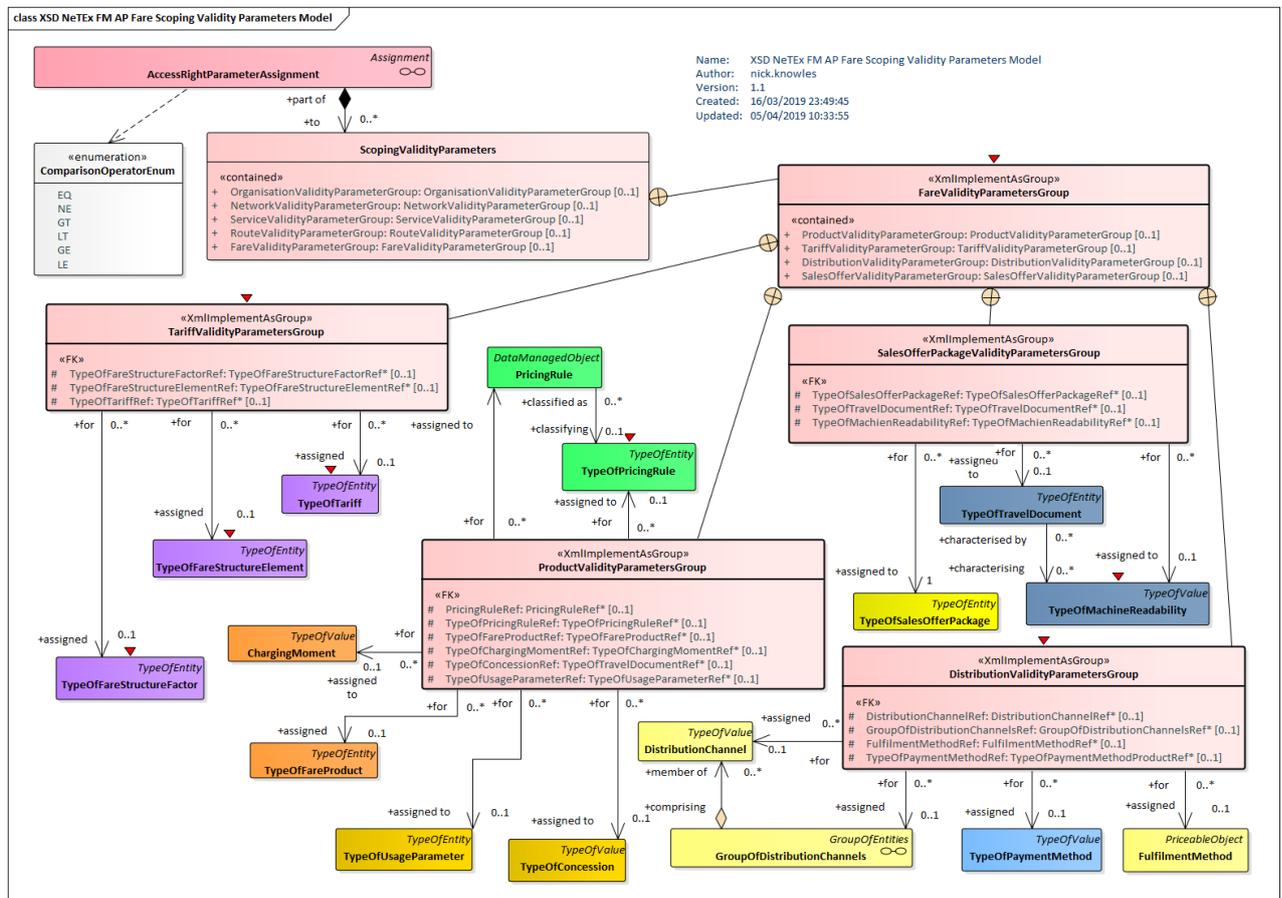 class XSD NeTEx FM AP Fare Scoping Validity Parameters Model
Assignment
AccessRightParameterAssignment
Name: XSD NeTEx FM AP Fare Scoping Validity Parameters Model
Author: nick.knowles
Version: 1.1
Created: 16/03/2019 23:49:45
Updated: 05/04/2019 10:33:55
+part of
+to
0..*
«enumeration»
ComparisonOperatorEnum
EQ
NE
GT
LT
GE
LE
ScopingValidityParameters
«contained»
+ OrganisationValidityParameterGroup: OrganisationValidityParameterGroup [0..1]
+ NetworkValidityParameterGroup: NetworkValidityParameterGroup [0..1]
+ ServiceValidityParameterGroup: ServiceValidityParameterGroup [0..1]
+ RouteValidityParameterGroup: RouteValidityParameterGroup [0..1]
+ FareValidityParameterGroup: FareValidityParameterGroup [0..1]
«XmlImplementAsGroup»
FareValidityParametersGroup
«contained»
+ ProductValidityParameterGroup: ProductValidityParameterGroup [0..1]
+ TariffValidityParameterGroup: TariffValidityParameterGroup [0..1]
+ DistributionValidityParameterGroup: DistributionValidityParameterGroup [0..1]
+ SalesOfferValidityParameterGroup: SalesOfferValidityParameterGroup [0..1]
«XmlImplementAsGroup»
TariffValidityParametersGroup
«FK»
# TypeOfFareStructureFactorRef: TypeOfFareStructureFactorRef* [0..1]
# TypeOfFareStructureElementRef: TypeOfFareStructureElementRef* [0..1]
# TypeOfTariffRef: TypeOfTariffRef* [0..1]
«XmlImplementAsGroup»
SalesOfferPackageValidityParametersGroup
«FK»
# TypeOfSalesOfferPackageRef: TypeOfSalesOfferPackageRef* [0..1]
# TypeOfTravelDocumentRef: TypeOfTravelDocumentRef* [0..1]
# TypeOfMachienReadabilityRef: TypeOfMachienReadabilityRef* [0..1]
DataManagedObject
PricingRule
+classified as
0..*
+classifying
0..1
TypeOfEntity
TypeOfPricingRule
+for
0..*
+for
0..*
+for
0..*
+assigned to
+assigned
0..1
TypeOfEntity
TypeOfTariff
+assigned
0..1
TypeOfEntity
TypeOfFareStructureElement
+assigned
0..1
TypeOfEntity
TypeOfFareStructureFactor
+assigned to
0..1
+for
0..*
+for
0..*
+for
0..*
+assigned
+for
0..*
0..1
0..*
TypeOfEntity
TypeOfTravelDocument
+characterised by
0..*
+characterising
0..*
+assigned to
0..1
TypeOfValue
TypeOfMachineReadability
+assigned to
1
TypeOfEntity
TypeOfSalesOfferPackage
«XmlImplementAsGroup»
ProductValidityParametersGroup
«FK»
# PricingRuleRef: PricingRuleRef* [0..1]
# TypeOfPricingRuleRef: TypeOfPricingRuleRef* [0..1]
# TypeOfFareProductRef: TypeOfFareProductRef* [0..1]
# TypeOfChargingMomentRef: TypeOfChargingMomentRef* [0..1]
# TypeOfConcessionRef: TypeOfTravelDocumentRef* [0..1]
# TypeOfUsageParameterRef: TypeOfUsageParameterRef* [0..1]
TypeOfValue
ChargingMoment
+for
0..*
0..1
+assigned
to
+for
0..*
+for
0..*
+for
0..*
+assigned
0..1
TypeOfEntity
TypeOfFareProduct
+assigned to
0..1
TypeOfEntity
TypeOfUsageParameter
+assigned to
0..1
TypeOfValue
TypeOfConcession
«XmlImplementAsGroup»
DistributionValidityParametersGroup
«FK»
# DistributionChannelRef: DistributionChannelRef* [0..1]
# GroupOfDistributionChannelsRef: GroupOfDistributionChannelsRef* [0..1]
# FulfilmentMethodRef: FulfilmentMethodRef* [0..1]
# TypeOfPaymentMethodRef: TypeOfPaymentMethodProductRef* [0..1]
TypeOfValue
DistributionChannel
+assigned
0..*
0..1
+for
+member of
0..*
+comprising
+for
0..*
+for
0..*
+for
0..*
+assigned
0..1
GroupOfEntities
GroupOfDistributionChannels
+assigned
0..1
TypeOfValue
TypeOfPaymentMethod
+assigned
0..1
PriceableObject
FulfilmentMethod